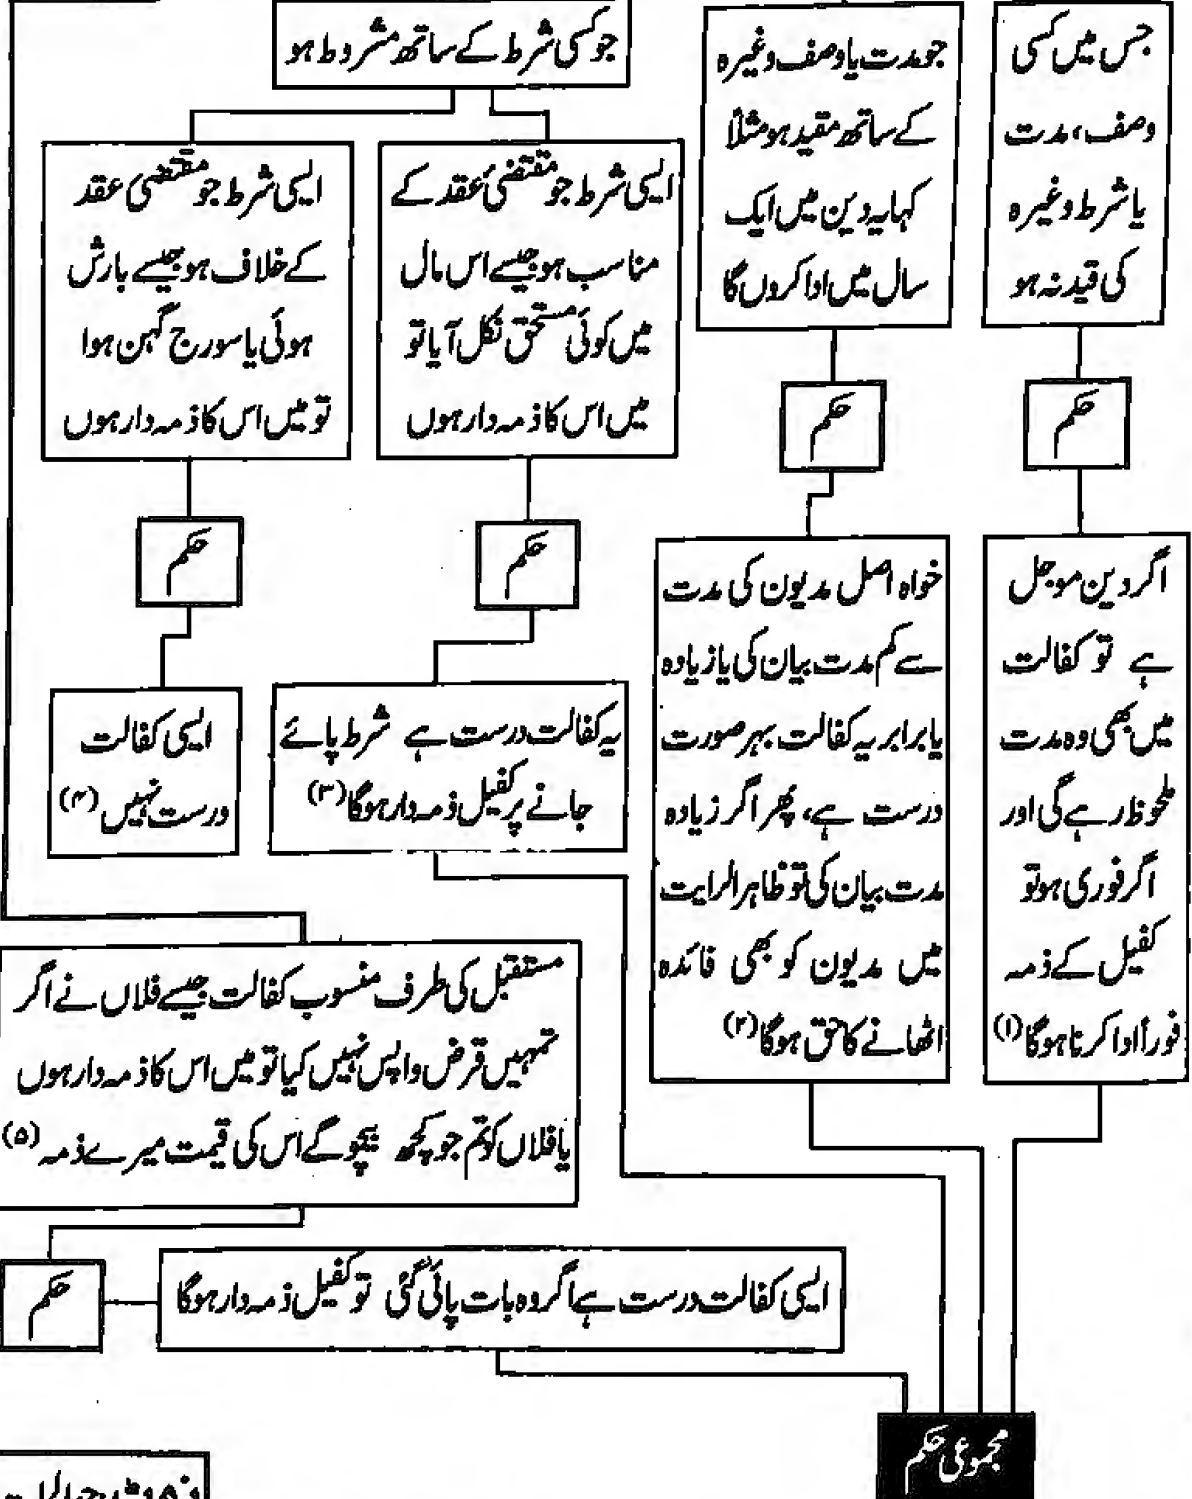 جس میں کسی
وصف، مدت
یا شرط وغیرہ
کی قید نہ ہو
جو مدت یا وصف وغیرہ
کے ساتھ مقید ہو مثلاً
کہا یہ دین میں ایک
سال میں ادا کروں گا
جو کسی شرط کے ساتھ مشروط ہو
ایسی شرط جو مقتضیٔ عقد کے
مناسب ہو جیسے اس مال
میں کوئی مستحق نکل آیا تو
میں اس کا ذمہ دار ہوں
ایسی شرط جو مقتضیٔ عقد
کے خلاف ہو جیسے بارش
ہوئی یا سورج گہن ہوا
تو میں اس کا ذمہ دار ہوں
حکم
حکم
حکم
حکم
اگر دین موجل
ہے تو کفالت
میں بھی وہ مدت
ملحوظ رہے گی اور
اگر فوری ہو تو
کفیل کے ذمہ
فوراً ادا کرنا ہوگا (۱)
خواہ اصل مدیون کی مدت
سے کم مدت بیان کی یا زیادہ
یا برابر یہ کفالت بہر صورت
درست ہے، پھر اگر زیادہ
مدت بیان کی تو ظاہر الرایت
میں مدیون کو بھی فائدہ
اٹھانے کا حق ہوگا (۲)
یہ کفالت درست ہے شرط پائے
جانے پر کفیل ذمہ دار ہوگا (۳)
ایسی کفالت
درست نہیں (۴)
مستقبل کی طرف منسوب کفالت جیسے فلاں نے اگر
تمہیں قرض واپس نہیں کیا تو میں اس کا ذمہ دار ہوں
یا فلاں کو تم جو کچھ بیچو گے اس کی قیمت میرے ذمہ (۵)
حکم
ایسی کفالت درست ہے اگر وہ بات پائی گئی تو کفیل ذمہ دار ہوگا
مجموعی حکم